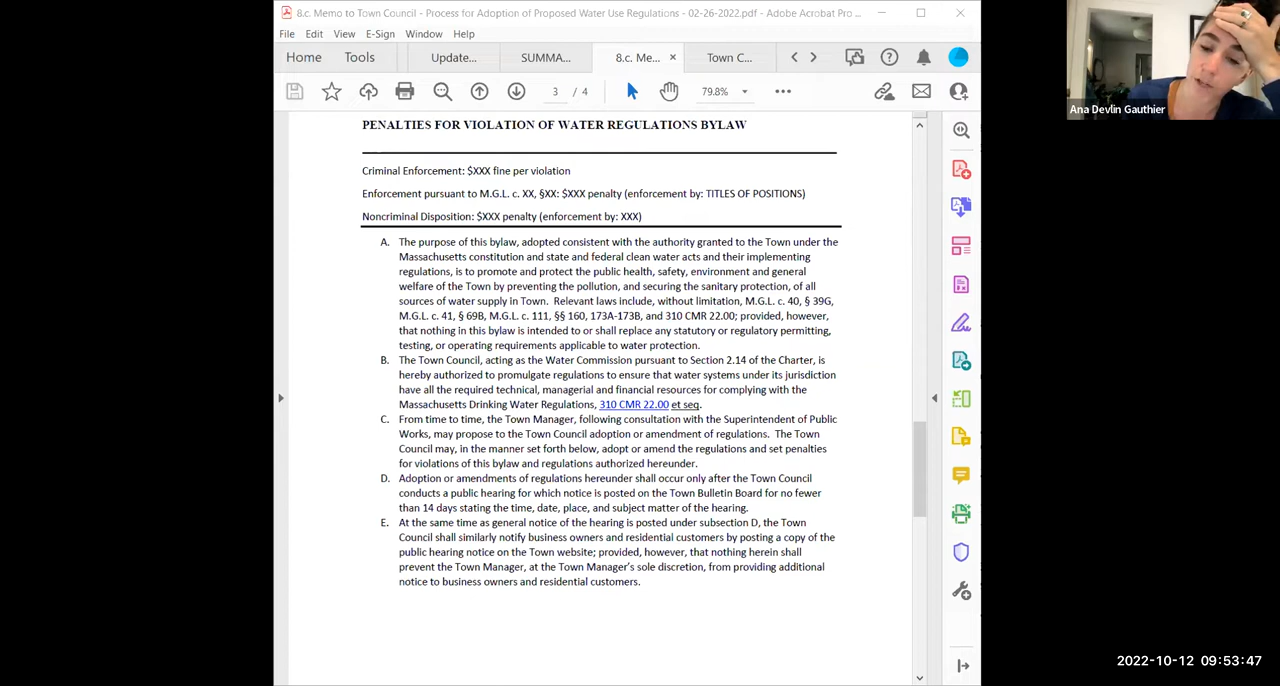 8.c. Memo to Town Council - Process for Adoption of Proposed Water Use Regulations - 02-26-2022.pdf - Adobe Acrobat Pro ...
File Edit View E-Sign Window Help
Home Tools Update... SUMMA... 8.c. Me... × Town C...
3 / 4 79.8%
PENALTIES FOR VIOLATION OF WATER REGULATIONS BYLAW
Criminal Enforcement: $XXX fine per violation
Enforcement pursuant to M.G.L. c. XX, §XX: $XXX penalty (enforcement by: TITLES OF POSITIONS)
Noncriminal Disposition: $XXX penalty (enforcement by: XXX)
A. The purpose of this bylaw, adopted consistent with the authority granted to the Town under the
Massachusetts constitution and state and federal clean water acts and their implementing
regulations, is to promote and protect the public health, safety, environment and general
welfare of the Town by preventing the pollution, and securing the sanitary protection, of all
sources of water supply in Town. Relevant laws include, without limitation, M.G.L. c. 40, § 39G,
M.G.L. c. 41, § 69B, M.G.L. c. 111, §§ 160, 173A-173B, and 310 CMR 22.00; provided, however,
that nothing in this bylaw is intended to or shall replace any statutory or regulatory permitting,
testing, or operating requirements applicable to water protection.
B. The Town Council, acting as the Water Commission pursuant to Section 2.14 of the Charter, is
hereby authorized to promulgate regulations to ensure that water systems under its jurisdiction
have all the required technical, managerial and financial resources for complying with the
Massachusetts Drinking Water Regulations, 310 CMR 22.00 et seq.
C. From time to time, the Town Manager, following consultation with the Superintendent of Public
Works, may propose to the Town Council adoption or amendment of regulations. The Town
Council may, in the manner set forth below, adopt or amend the regulations and set penalties
for violations of this bylaw and regulations authorized hereunder.
D. Adoption or amendments of regulations hereunder shall occur only after the Town Council
conducts a public hearing for which notice is posted on the Town Bulletin Board for no fewer
than 14 days stating the time, date, place, and subject matter of the hearing.
E. At the same time as general notice of the hearing is posted under subsection D, the Town
Council shall similarly notify business owners and residential customers by posting a copy of the
public hearing notice on the Town website; provided, however, that nothing herein shall
prevent the Town Manager, at the Town Manager's sole discretion, from providing additional
notice to business owners and residential customers.
Ana Devlin Gauthier
2022-10-12 09:53:47